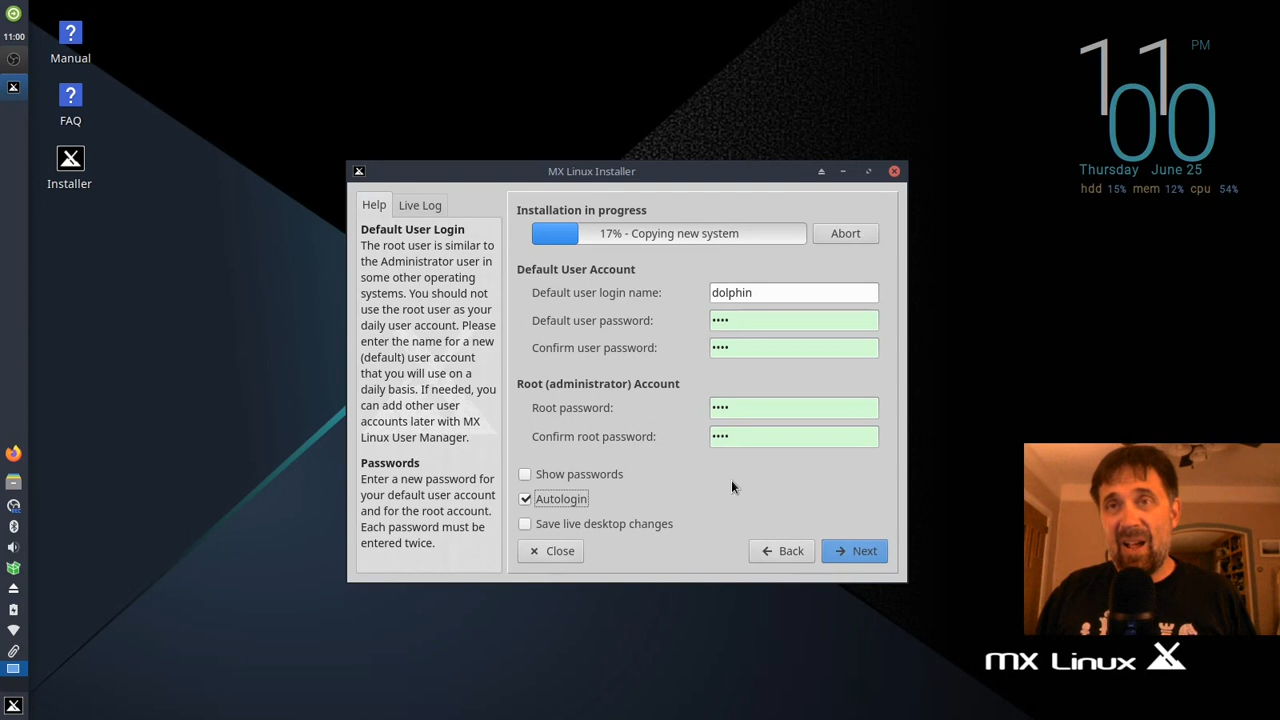 11:00
Manual
FAQ
Installer
11
PM
00
Thursday June 25
hdd 15% mem 12% cpu 54%
MX Linux Installer
Help
Live Log
Default User Login
The root user is similar to
the Administrator user in
some other operating
systems. You should not
use the root user as your
daily user account. Please
enter the name for a new
(default) user account
that you will use on a
daily basis. If needed, you
can add other user
accounts later with MX
Linux User Manager.
Passwords
Enter a new password for
your default user account
and for the root account.
Each password must be
entered twice.
Installation in progress
17% - Copying new system
Abort
Default User Account
Default user login name:
dolphin
Default user password:
••••
Confirm user password:
••••
Root (administrator) Account
Root password:
••••
Confirm root password:
••••
Show passwords
Autologin
Save live desktop changes
Close
Back
Next
MX Linux